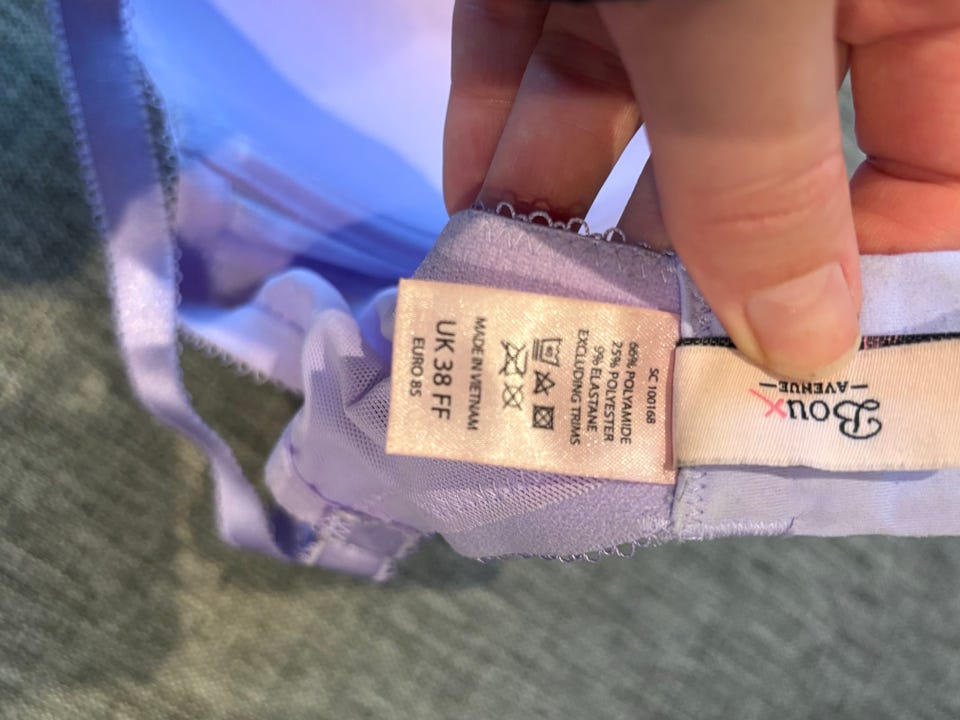 SC 100168
66% POLYAMIDE
25% POLYESTER
9% ELASTANE
EXCLUDING TRIMS
MADE IN VIETNAM
UK 38 FF
EURO 85
Boux
AVENUE